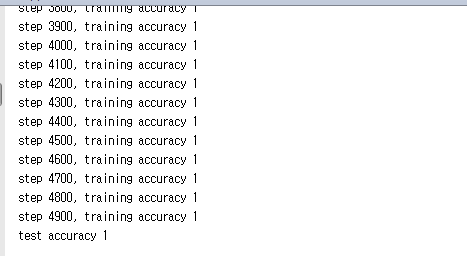 step 3800, training accuracy 1
step 3900, training accuracy 1
step 4000, training accuracy 1
step 4100, training accuracy 1
step 4200, training accuracy 1
step 4300, training accuracy 1
step 4400, training accuracy 1
step 4500, training accuracy 1
step 4600, training accuracy 1
step 4700, training accuracy 1
step 4800, training accuracy 1
step 4900, training accuracy 1
test accuracy 1